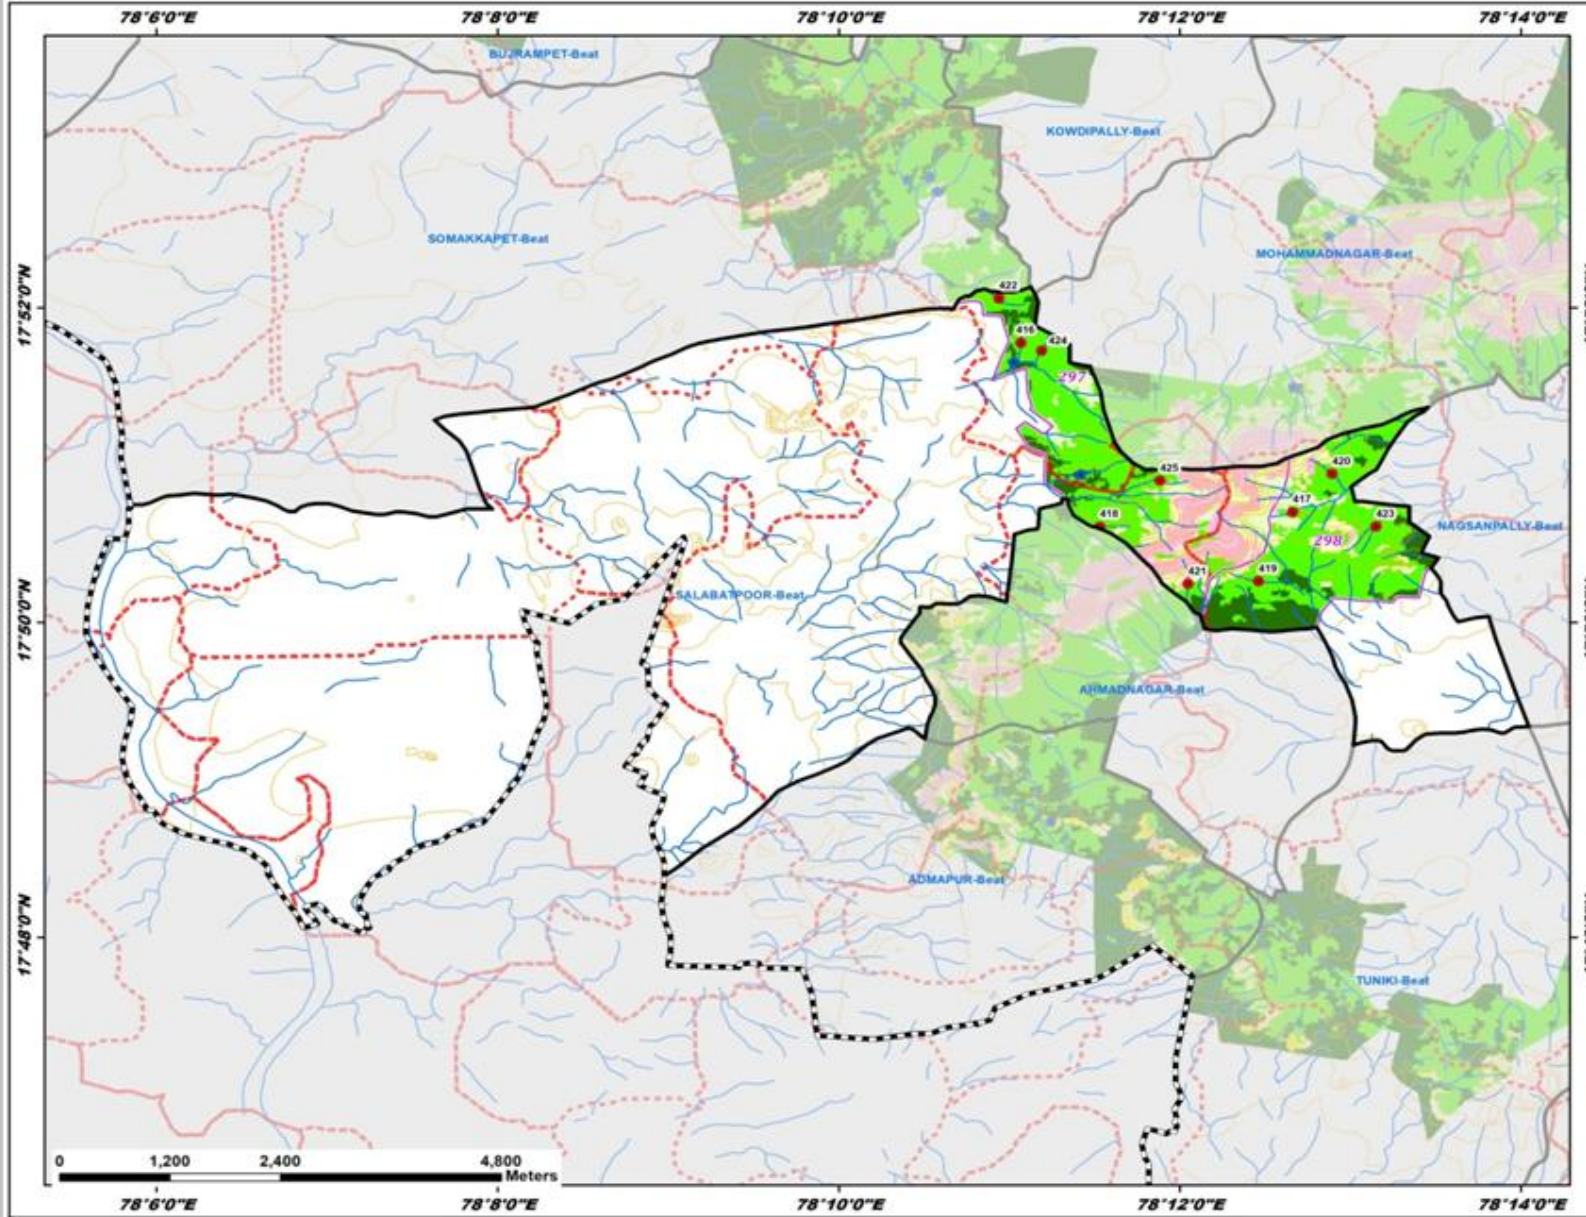 78°6'0"E 78°8'0"E 78°10'0"E 78°12'0"E 78°14'0"E
BUJRAMPET-Beat
KOWDIPALLY-Beat
SOMAKKAPET-Beat
MOHAMMADNAGAR-Beat
17°52'0"N
422
416
424
297
420
425
417
418
423
NAGSANPALLY-Beat
298
421
419
SALABATPOOR-Beat
17°50'0"N
AHMADNAGAR-Beat
ADMAPUR-Beat
17°48'0"N
TUNIKI-Beat
0 1,200 2,400 4,800
Meters
78°6'0"E 78°8'0"E 78°10'0"E 78°12'0"E 78°14'0"E